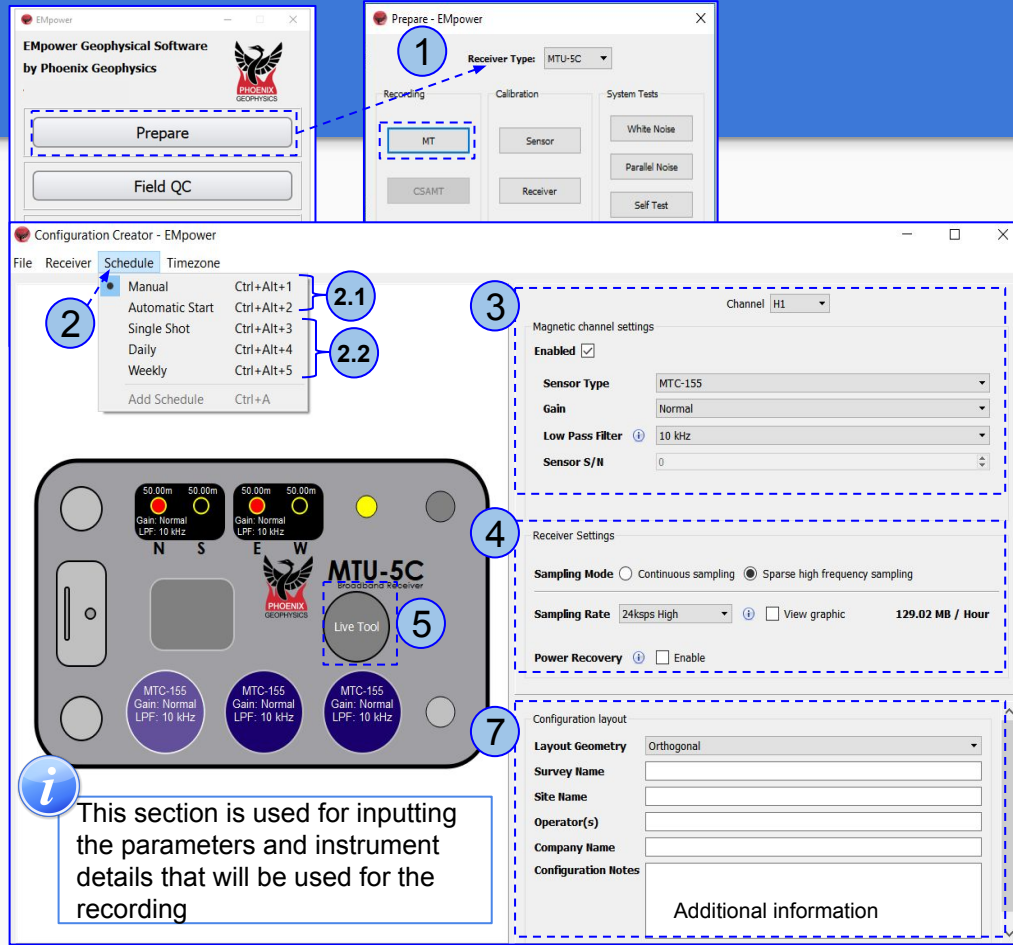 EMpower
EMpower Geophysical Software
by Phoenix Geophysics
PHOENIX
GEOPHYSICS
Prepare
Field QC
Prepare - EMpower
1
Receiver Type: MTU-5C
Recording
Calibration
System Tests
MT
Sensor
White Noise
Parallel Noise
CSAMT
Receiver
Self Test
Configuration Creator - EMpower
File Receiver Schedule Timezone
2
Manual Ctrl+Alt+1
Automatic Start Ctrl+Alt+2
2.1
Single Shot Ctrl+Alt+3
Daily Ctrl+Alt+4
Weekly Ctrl+Alt+5
2.2
Add Schedule Ctrl+A
50.00m 50.00m
Gain: Normal
LPF: 10 kHz
N S
50.00m 50.00m
Gain: Normal
LPF: 10 kHz
E W
PHOENIX
GEOPHYSICS
MTU-5C
Broadband Receiver
Live Tool
5
MTC-155
Gain: Normal
LPF: 10 kHz
MTC-155
Gain: Normal
LPF: 10 kHz
MTC-155
Gain: Normal
LPF: 10 kHz
i
This section is used for inputting
the parameters and instrument
details that will be used for the
recording
3
Channel H1
Magnetic channel settings
Enabled
Sensor Type MTC-155
Gain Normal
Low Pass Filter i 10 kHz
Sensor S/N 0
4
Receiver Settings
Sampling Mode Continuous sampling Sparse high frequency sampling
Sampling Rate 24ksps High i View graphic 129.02 MB / Hour
Power Recovery i Enable
7
Configuration layout
Layout Geometry Orthogonal
Survey Name
Site Name
Operator(s)
Company Name
Configuration Notes
Additional information